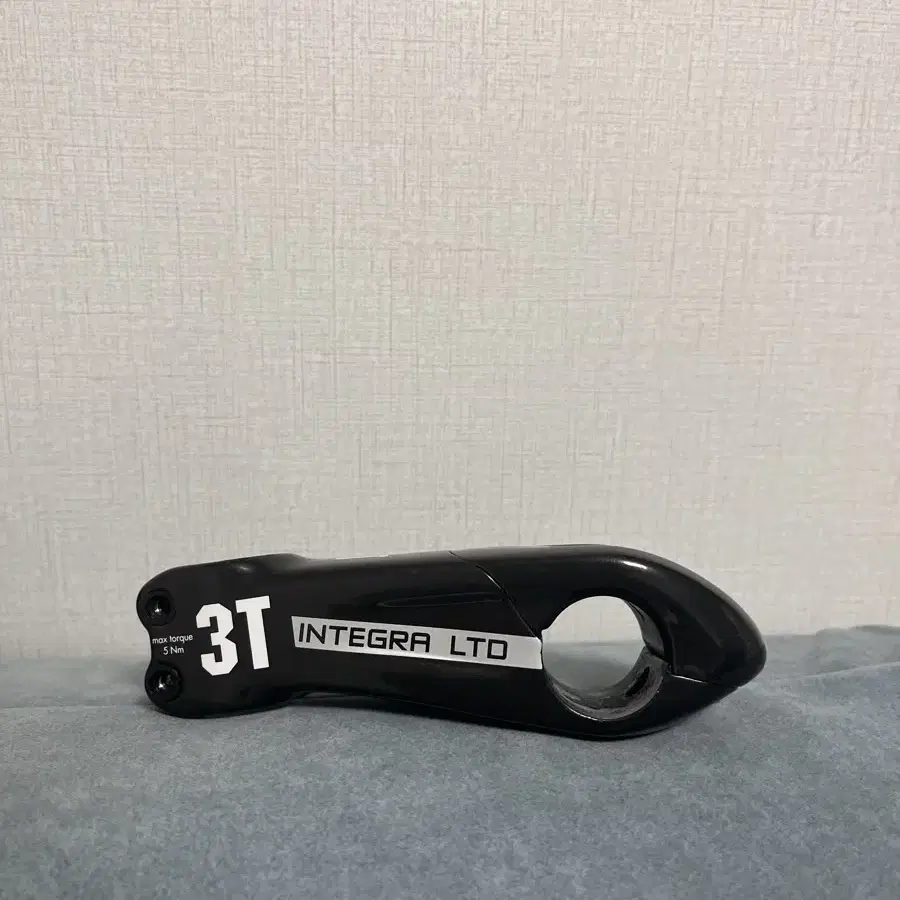 max torque
5 Nm
3T
INTEGRA LTD